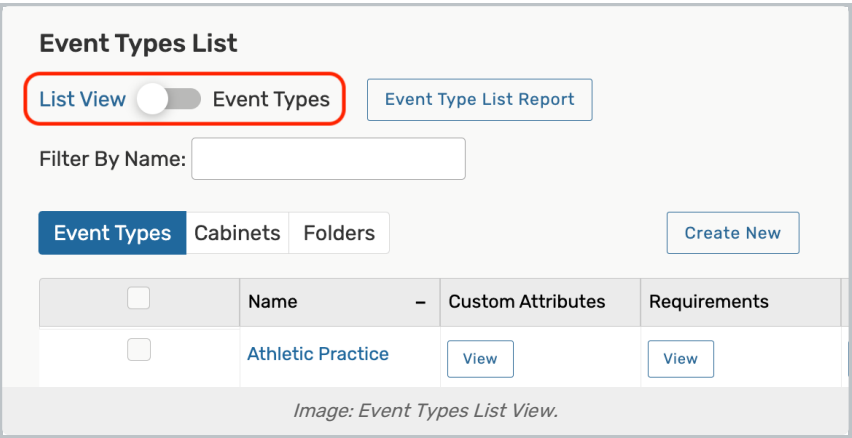 Event Types List
List View Event Types Event Type List Report
Filter By Name:
Event Types Cabinets Folders Create New
Name – Custom Attributes Requirements
Athletic Practice View View
Image: Event Types List View.